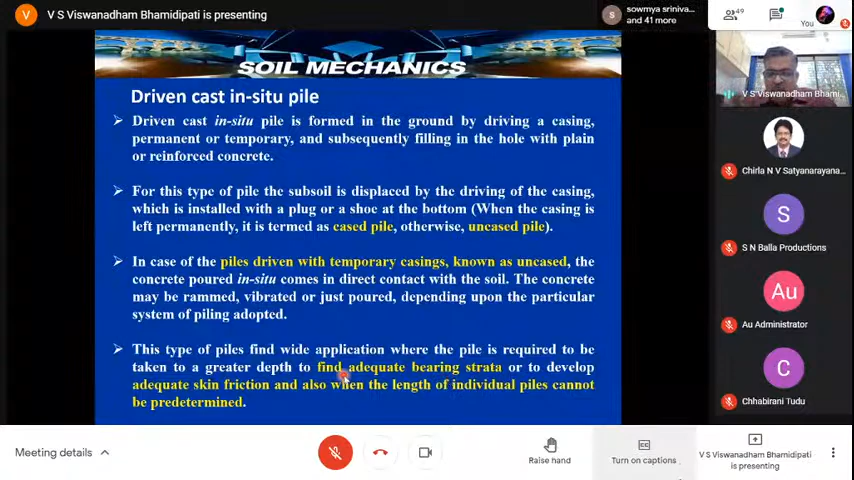 V
V S Viswanadham Bhamidipati is presenting
S
sowmya sriniva...
and 41 more
49
You
SOIL MECHANICS
Driven cast in-situ pile
Driven cast in-situ pile is formed in the ground by driving a casing,
permanent or temporary, and subsequently filling in the hole with plain
or reinforced concrete.
For this type of pile the subsoil is displaced by the driving of the casing,
which is installed with a plug or a shoe at the bottom (When the casing is
left permanently, it is termed as cased pile, otherwise, uncased pile).
In case of the piles driven with temporary casings, known as uncased, the
concrete poured in-situ comes in direct contact with the soil. The concrete
may be rammed, vibrated or just poured, depending upon the particular
system of piling adopted.
This type of piles find wide application where the pile is required to be
taken to a greater depth to find adequate bearing strata or to develop
adequate skin friction and also when the length of individual piles cannot
be predetermined.
V S Viswanadham Bhami...
Chirla N V Satyanarayana...
S
S N Balla Productions
Au
Au Administrator
C
Chhabirani Tudu
Meeting details
Raise hand
Turn on captions
V S Viswanadham Bhamidipati
is presenting